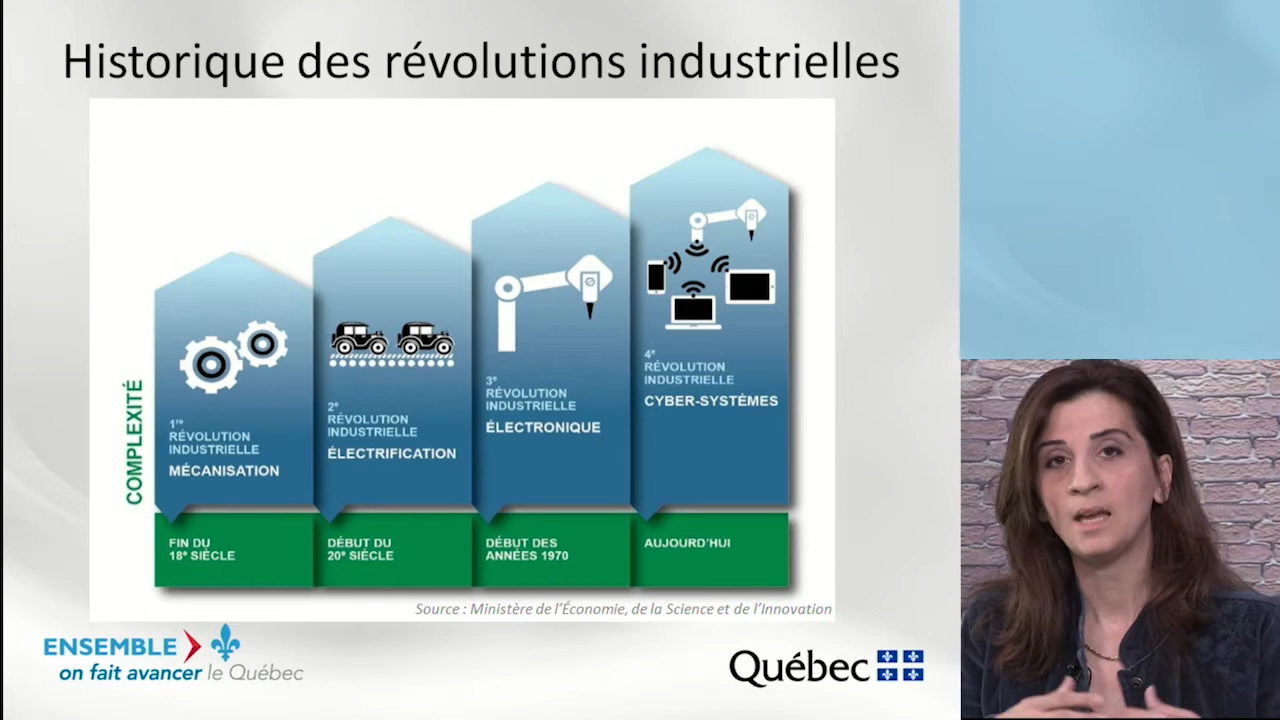 Historique des révolutions industrielles
COMPLEXITÉ
1re
RÉVOLUTION
INDUSTRIELLE
MÉCANISATION
FIN DU
18e SIÈCLE
2e
RÉVOLUTION
INDUSTRIELLE
ÉLECTRIFICATION
DÉBUT DU
20e SIÈCLE
3e
RÉVOLUTION
INDUSTRIELLE
ÉLECTRONIQUE
DÉBUT DES
ANNÉES 1970
4e
RÉVOLUTION
INDUSTRIELLE
CYBER-SYSTÈMES
AUJOURD'HUI
Source : Ministère de l'Économie, de la Science et de l'Innovation
ENSEMBLE
on fait avancer le Québec
Québec